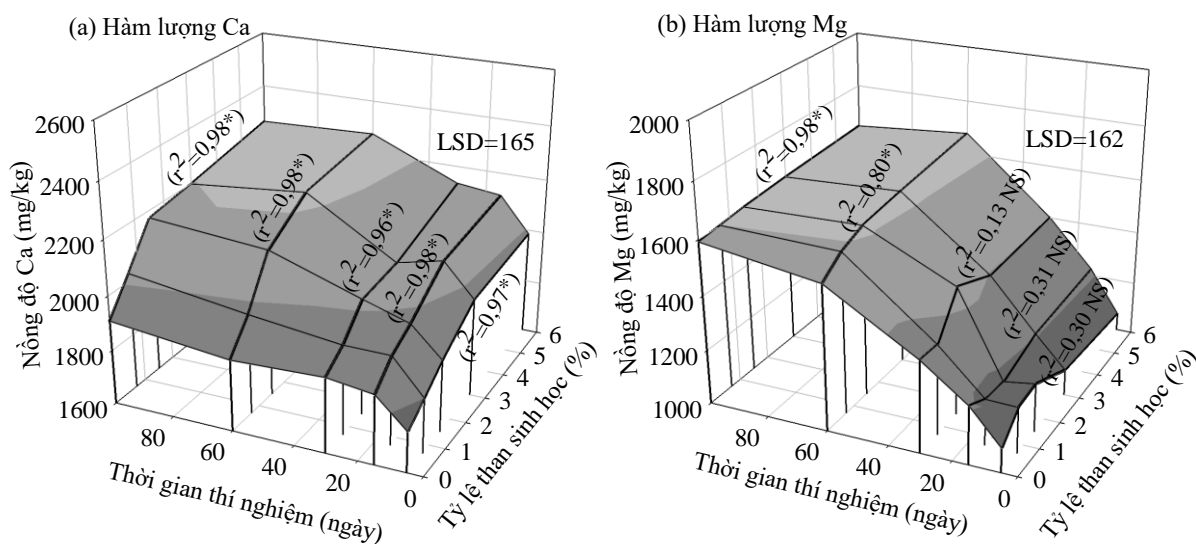 (a) Hàm lượng Ca
LSD=165
(r²=0,98*)
(r²=0,98*)
(r²=0,96*)
(r²=0,98*)
(r²=0,97*)
Nồng độ Ca (mg/kg)
2600
2400
2200
2000
1800
1600
80
60
40
20
0
Thời gian thí nghiệm (ngày)
0
1
2
3
4
5
6
Tỷ lệ than sinh học (%)
(b) Hàm lượng Mg
LSD=162
(r²=0,98*)
(r²=0,80*)
(r²=0,13 NS)
(r²=0,31 NS)
(r²=0,30 NS)
Nồng độ Mg (mg/kg)
2000
1800
1600
1400
1200
1000
80
60
40
20
0
Thời gian thí nghiệm (ngày)
0
1
2
3
4
5
6
Tỷ lệ than sinh học (%)